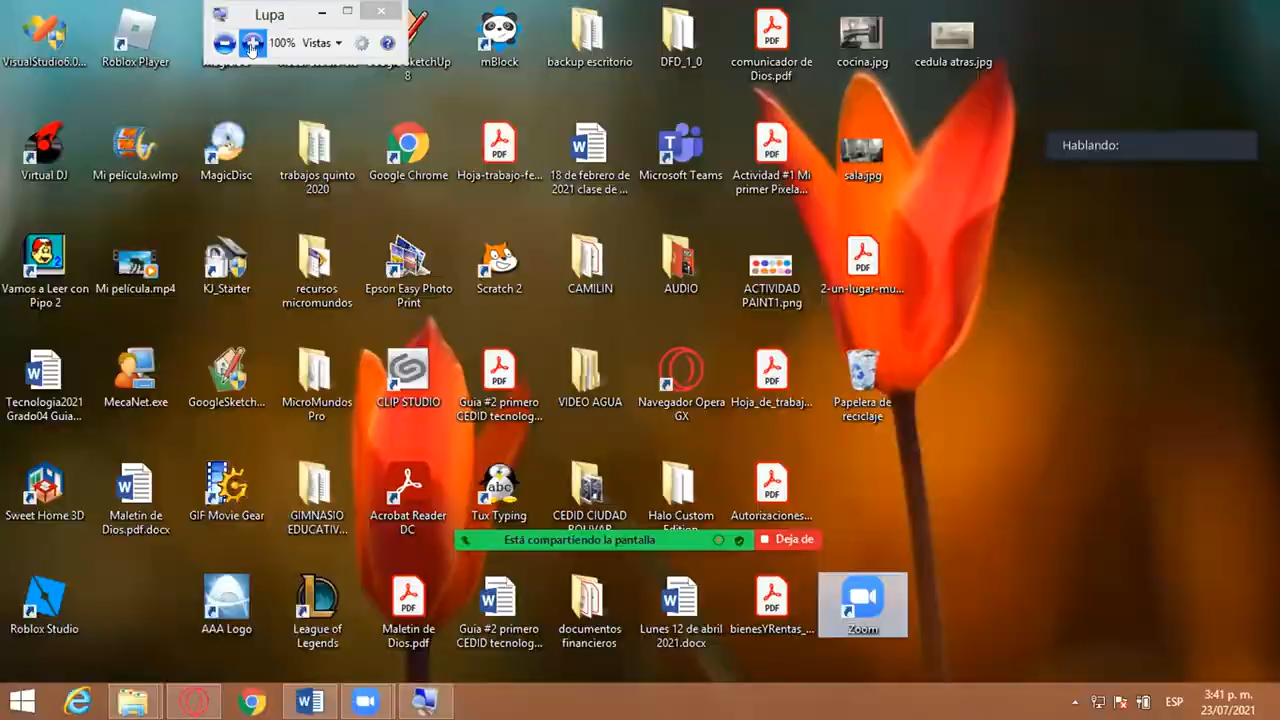 Lupa
100% Vistas
VisualStudio6.0...
Roblox Player
mBlock
backup escritorio
DFD_1_0
comunicador de
Dios.pdf
cocina.jpg
cedula atras.jpg
8
Hablando:
Virtual DJ
Mi película.wlmp
MagicDisc
trabajos quinto
2020
Google Chrome
Hoja-trabajo-fe...
18 de febrero de
2021 clase de ...
Microsoft Teams
Actividad #1 Mi
primer Pixela...
sala.jpg
Vamos a Leer con
Pipo 2
Mi película.mp4
KJ_Starter
recursos
micromundos
Epson Easy Photo
Print
Scratch 2
CAMILIN
AUDIO
ACTIVIDAD
PAINT1.png
2-un-lugar-mu...
Tecnologia2021
Grado04 Guia...
MecaNet.exe
GoogleSketch...
MicroMundos
Pro
CLIP STUDIO
Guia #2 primero
CEDID tecnolog...
VIDEO AGUA
Navegador Opera
GX
Hoja_de_trabaj...
Papelera de
reciclaje
Sweet Home 3D
Maletin de
Dios.pdf.docx
GIF Movie Gear
GIMNASIO
EDUCATIV...
Acrobat Reader
DC
Tux Typing
CEDID CIUDAD
BOLIVAR
Halo Custom
Edition
Autorizaciones...
Está compartiendo la pantalla
Deja de
Roblox Studio
AAA Logo
League of
Legends
Maletin de
Dios.pdf
Guia #2 primero
CEDID tecnolog...
documentos
financieros
Lunes 12 de abril
2021.docx
bienesYRentas_...
Zoom
ESP
3:41 p. m.
23/07/2021